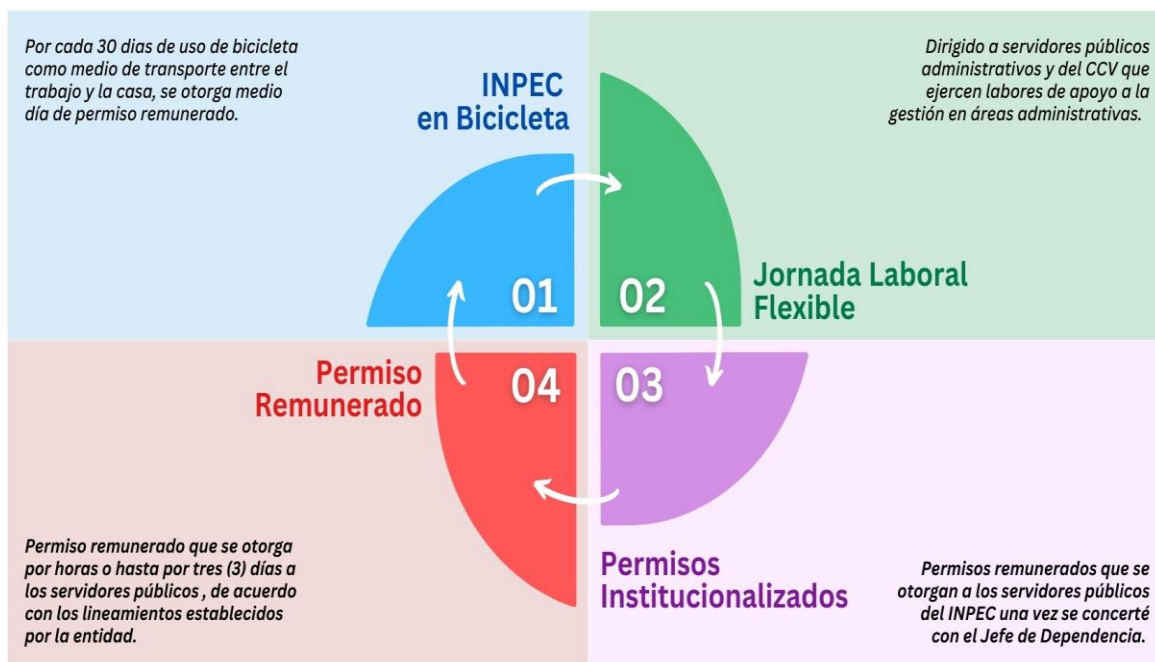 Por cada 30 dias de uso de bicicleta
como medio de transporte entre el
trabajo y la casa, se otorga medio
día de permiso remunerado.
INPEC
en Bicicleta
01
Dirigido a servidores públicos
administrativos y del CCV que
ejercen labores de apoyo a la
gestión en áreas administrativas.
02
Jornada Laboral
Flexible
Permiso
Remunerado
04
Permiso remunerado que se otorga
por horas o hasta por tres (3) días a
los servidores públicos , de acuerdo
con los lineamientos establecidos
por la entidad.
03
Permisos
Institucionalizados
Permisos remunerados que se
otorgan a los servidores públicos
del INPEC una vez se concerté
con el Jefe de Dependencia.